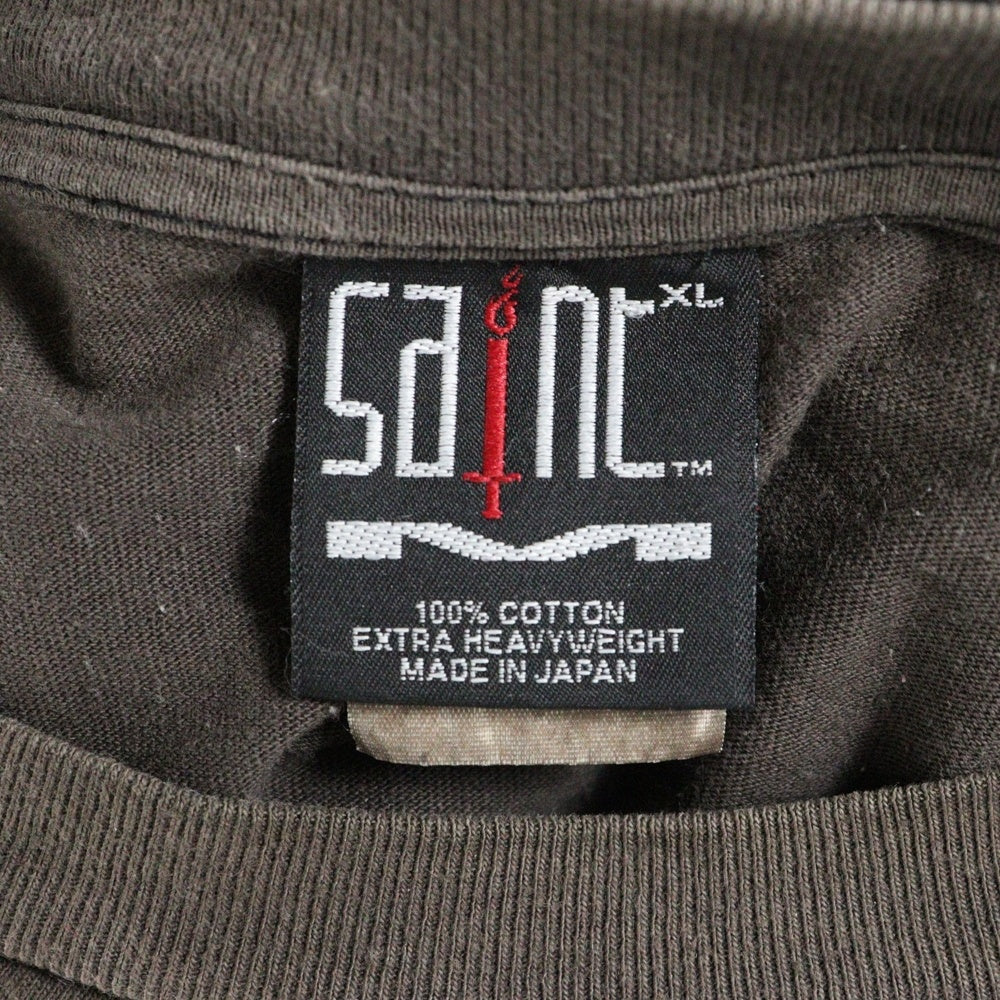 saint XL ™
100% COTTON
EXTRA HEAVYWEIGHT
MADE IN JAPAN